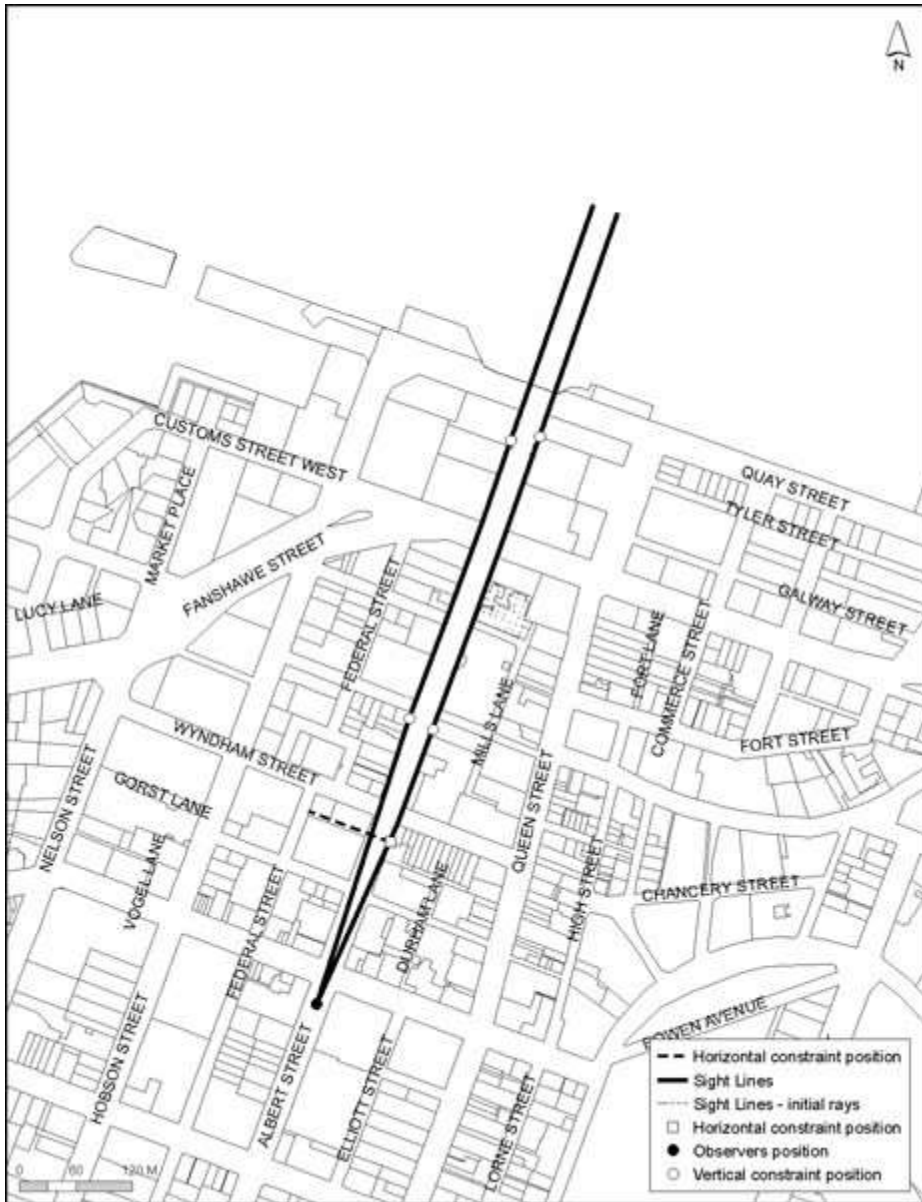 N
CUSTOMS STREET WEST
QUAY STREET
TYLER STREET
MARKET PLACE
FANSHAWE STREET
LUCY LANE
FEDERAL STREET
GALWAY STREET
FORT LANE
COMMERCE STREET
MILLS LANE
WYNDHAM STREET
FORT STREET
GORST LANE
NELSON STREET
QUEEN STREET
VOGEL LANE
HIGH STREET
CHANCERY STREET
FEDERAL STREET
DURHAM LANE
BOWEN AVENUE
HOBSON STREET
ALBERT STREET
ELLIOTT STREET
LORNE STREET
Horizontal constraint position
Sight Lines
Sight Lines - initial rays
Horizontal constraint position
Observers position
Vertical constraint position
0 60 120 M